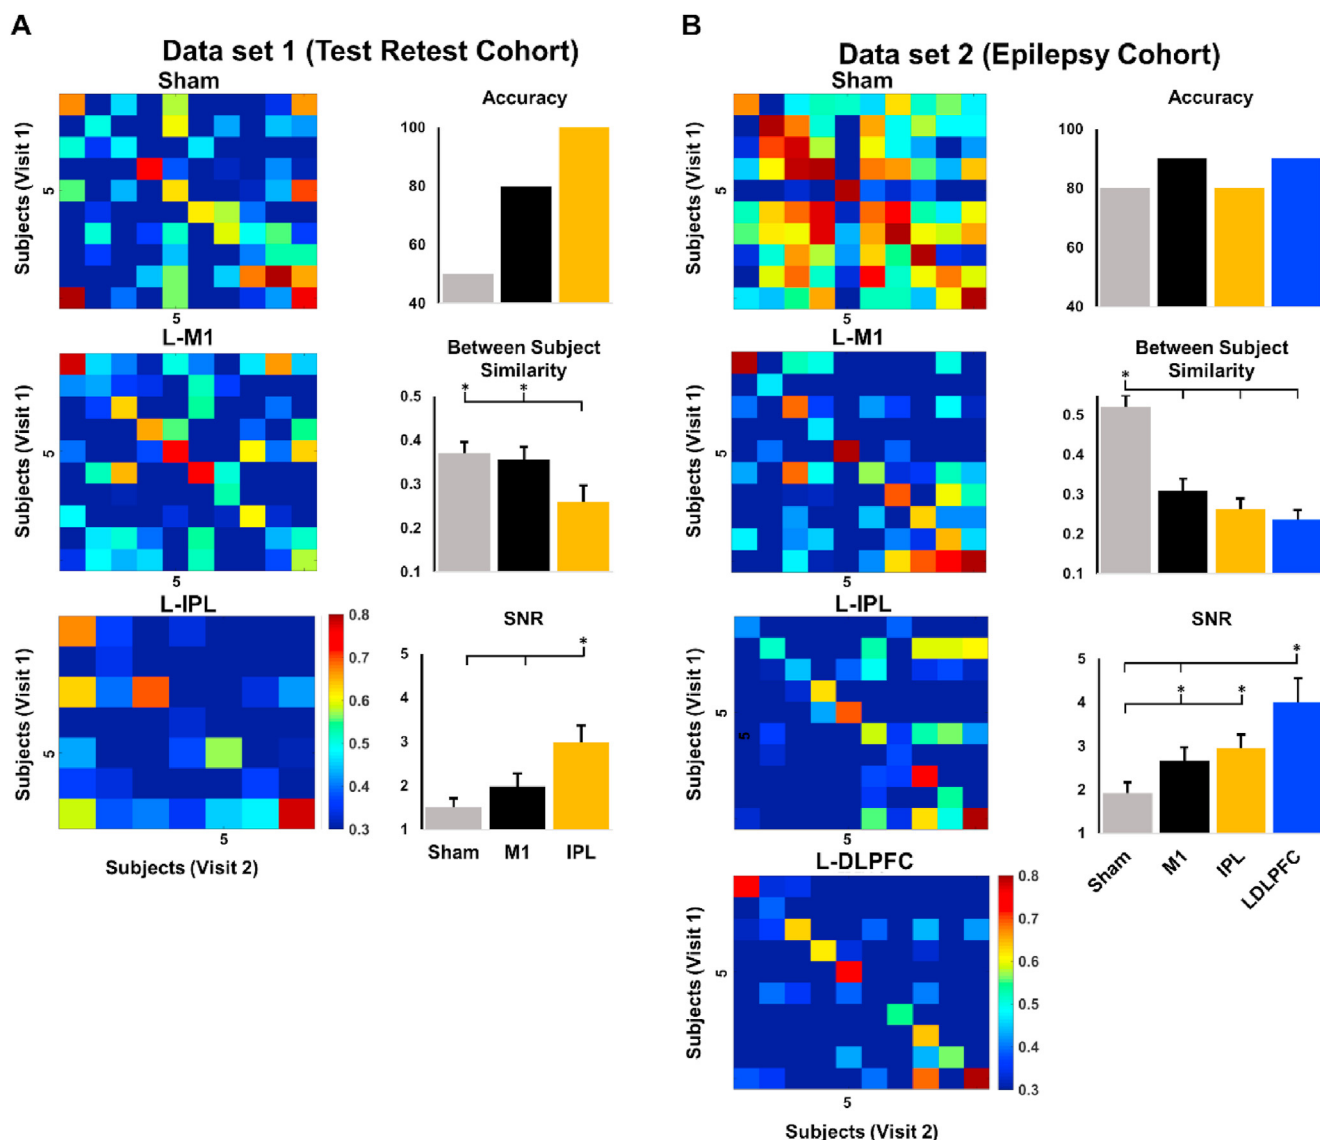 A
Data set 1 (Test Retest Cohort)
Sham
Subjects (Visit 1)
5
5
Accuracy
100
80
60
40
L-M1
Subjects (Visit 1)
5
5
Between Subject
Similarity
0.5
0.4
0.3
0.2
0.1
*
*
L-IPL
Subjects (Visit 1)
5
5
Subjects (Visit 2)
0.8
0.7
0.6
0.5
0.4
0.3
SNR
5
4
3
2
1
*
Sham
M1
IPL
B
Data set 2 (Epilepsy Cohort)
Sham
Subjects (Visit 1)
5
5
Accuracy
100
80
60
40
L-M1
Subjects (Visit 1)
5
5
Between Subject
Similarity
0.5
0.4
0.3
0.2
0.1
*
L-IPL
Subjects (Visit 1)
5
5
5
SNR
5
4
3
2
1
*
*
*
Sham
M1
IPL
LDLPFC
L-DLPFC
Subjects (Visit 1)
5
5
Subjects (Visit 2)
0.8
0.7
0.6
0.5
0.4
0.3